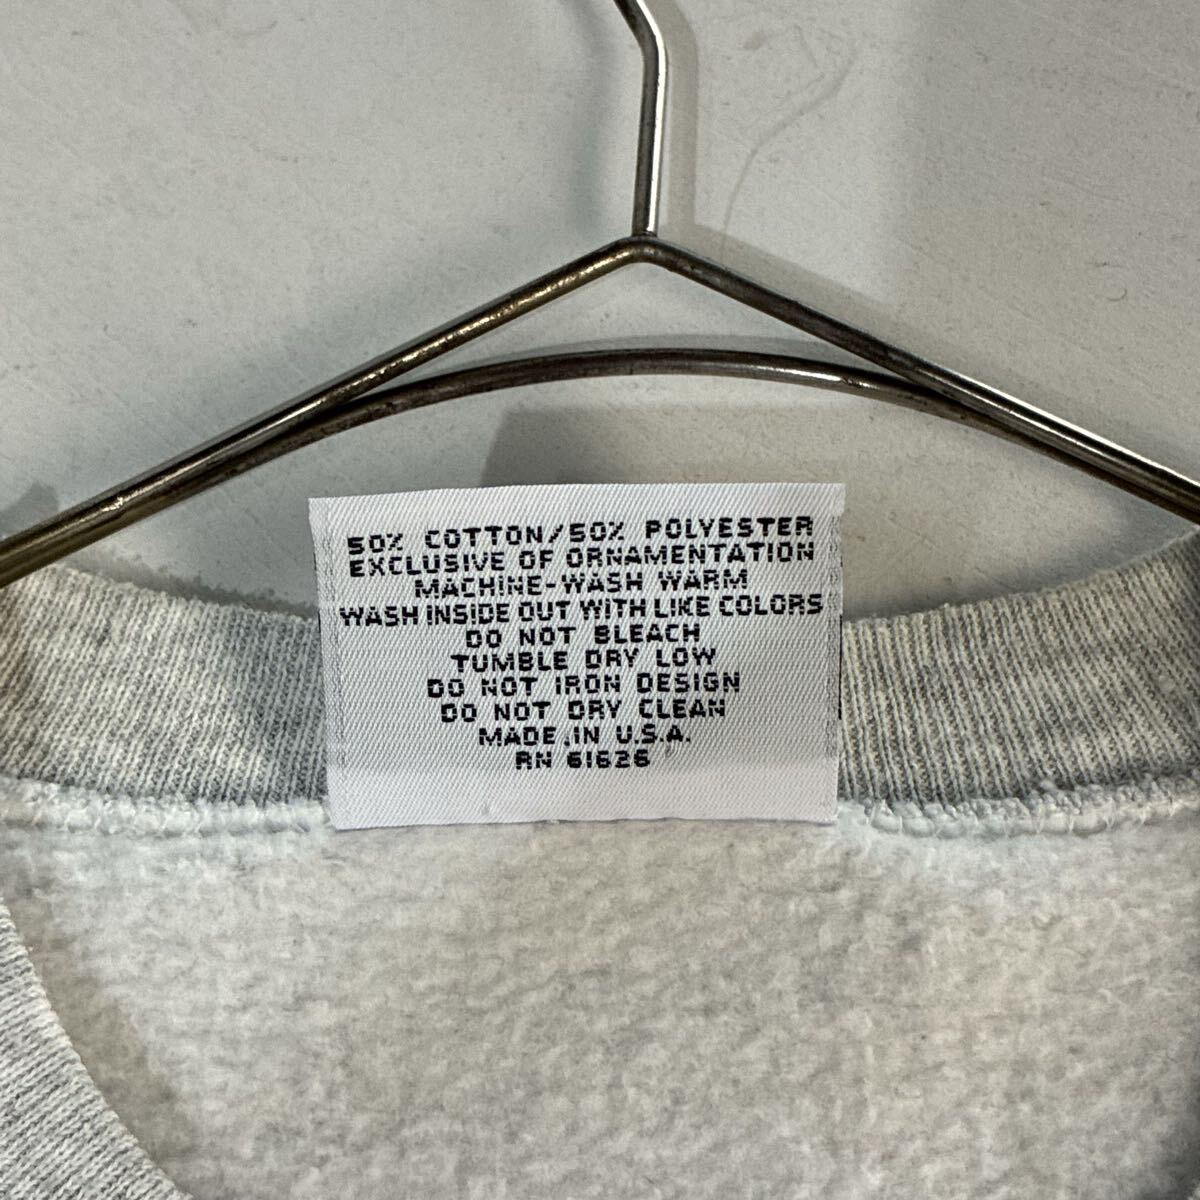 50% COTTON/50% POLYESTER
EXCLUSIVE OF ORNAMENTATION
MACHINE-WASH WARM
WASH INSIDE OUT WITH LIKE COLORS
DO NOT BLEACH
TUMBLE DRY LOW
DO NOT IRON DESIGN
DO NOT DRY CLEAN
MADE IN U.S.A.
RN 61626